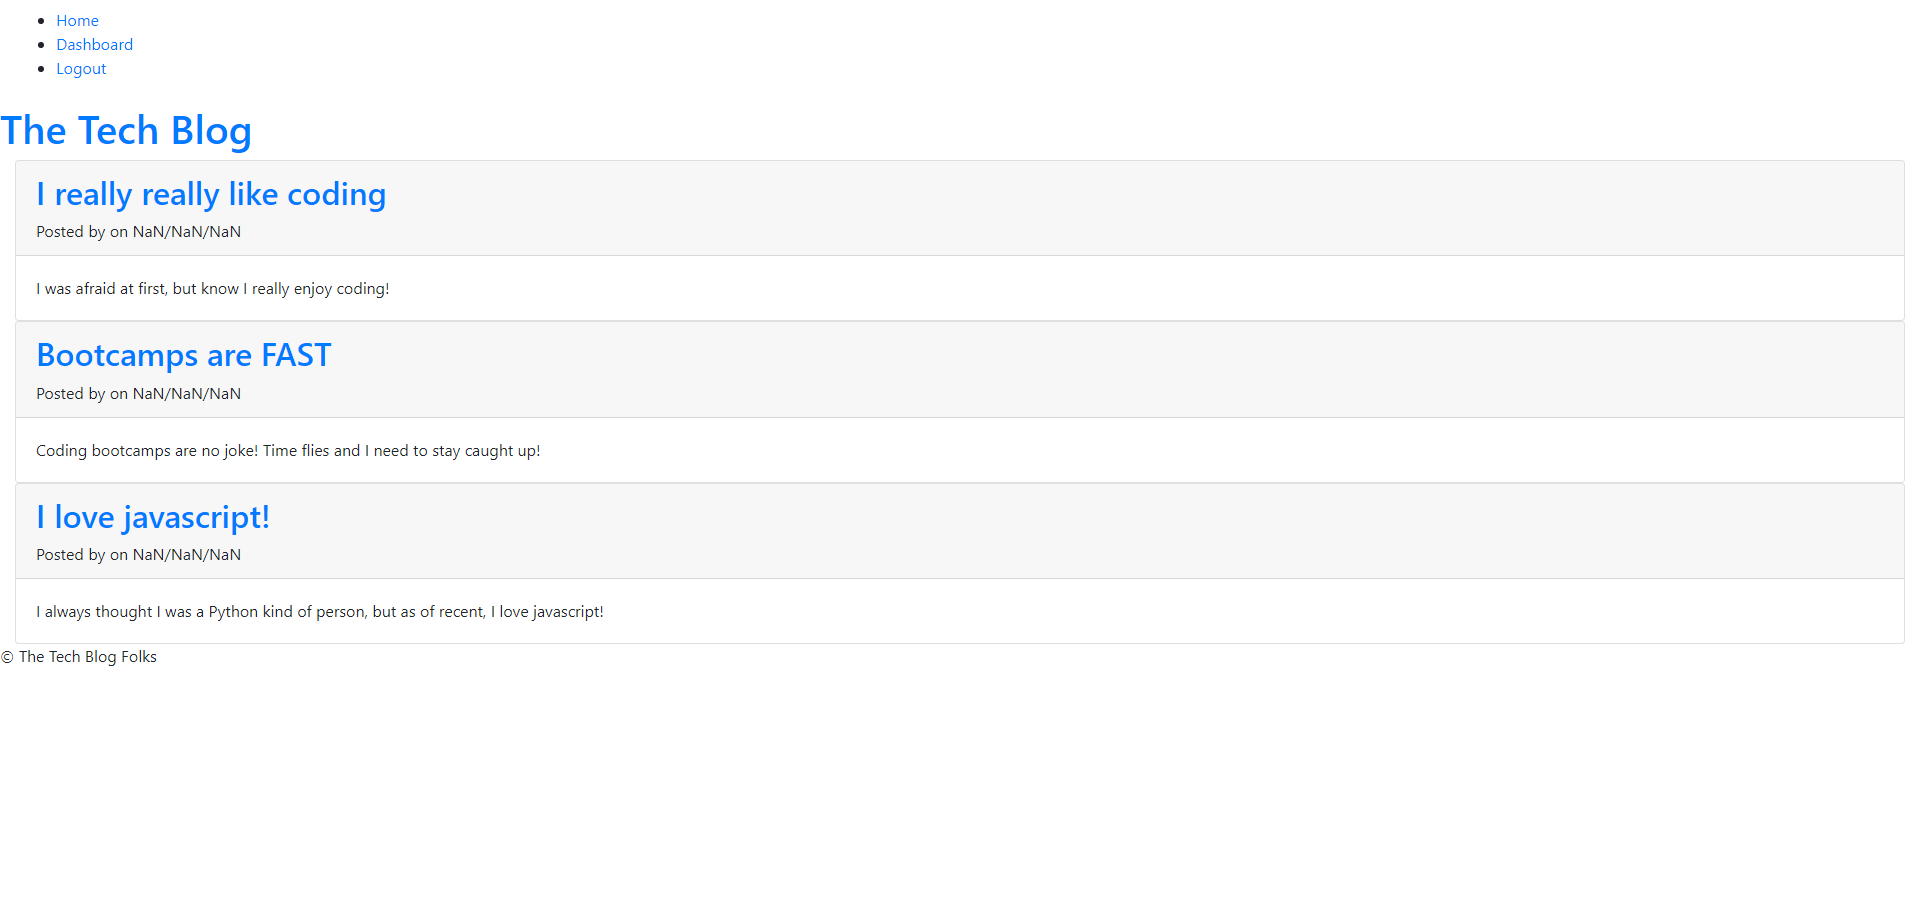 Home
Dashboard
Logout
The Tech Blog
I really really like coding
Posted by on NaN/NaN/NaN
I was afraid at first, but know I really enjoy coding!
Bootcamps are FAST
Posted by on NaN/NaN/NaN
Coding bootcamps are no joke! Time flies and I need to stay caught up!
I love javascript!
Posted by on NaN/NaN/NaN
I always thought I was a Python kind of person, but as of recent, I love javascript!
© The Tech Blog Folks